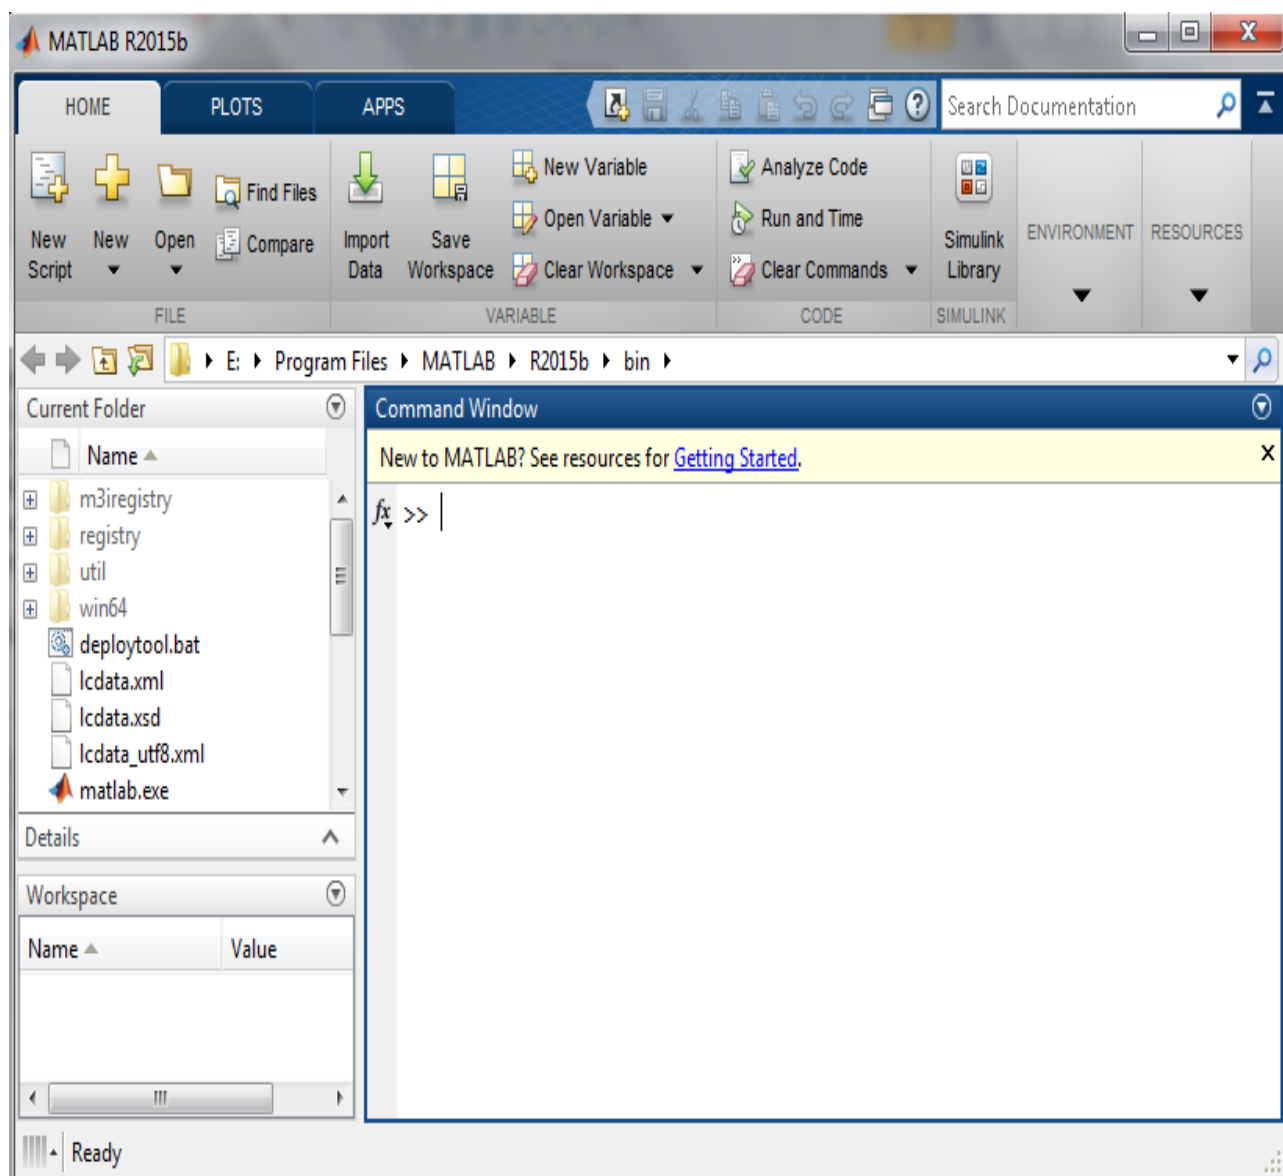 MATLAB R2015b
HOME PLOTS APPS Search Documentation
New Script
New
Open
Find Files
Compare
FILE
Import Data
Save Workspace
New Variable
Open Variable
Clear Workspace
VARIABLE
Analyze Code
Run and Time
Clear Commands
CODE
Simulink Library
SIMULINK
ENVIRONMENT
RESOURCES
E: Program Files MATLAB R2015b bin
Current Folder
Name
m3iregistry
registry
util
win64
deploytool.bat
lcdata.xml
lcdata.xsd
lcdata_utf8.xml
matlab.exe
Details
Workspace
Name Value
Command Window
New to MATLAB? See resources for Getting Started.
fx >>
Ready